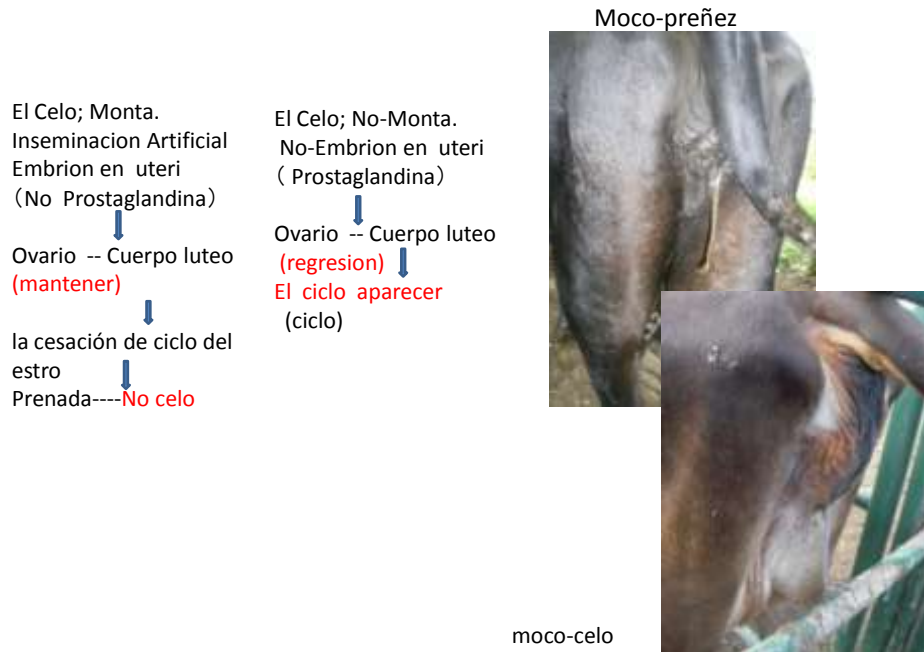 Moco-preñez
El Celo; Monta.
Inseminacion Artificial
Embrion en uteri
(No Prostaglandina)
Ovario -- Cuerpo luteo
(mantener)
la cesación de ciclo del
estro
Prenada----No celo
El Celo; No-Monta.
No-Embrion en uteri
( Prostaglandina)
Ovario -- Cuerpo luteo
(regresion)
El ciclo aparecer
(ciclo)
moco-celo